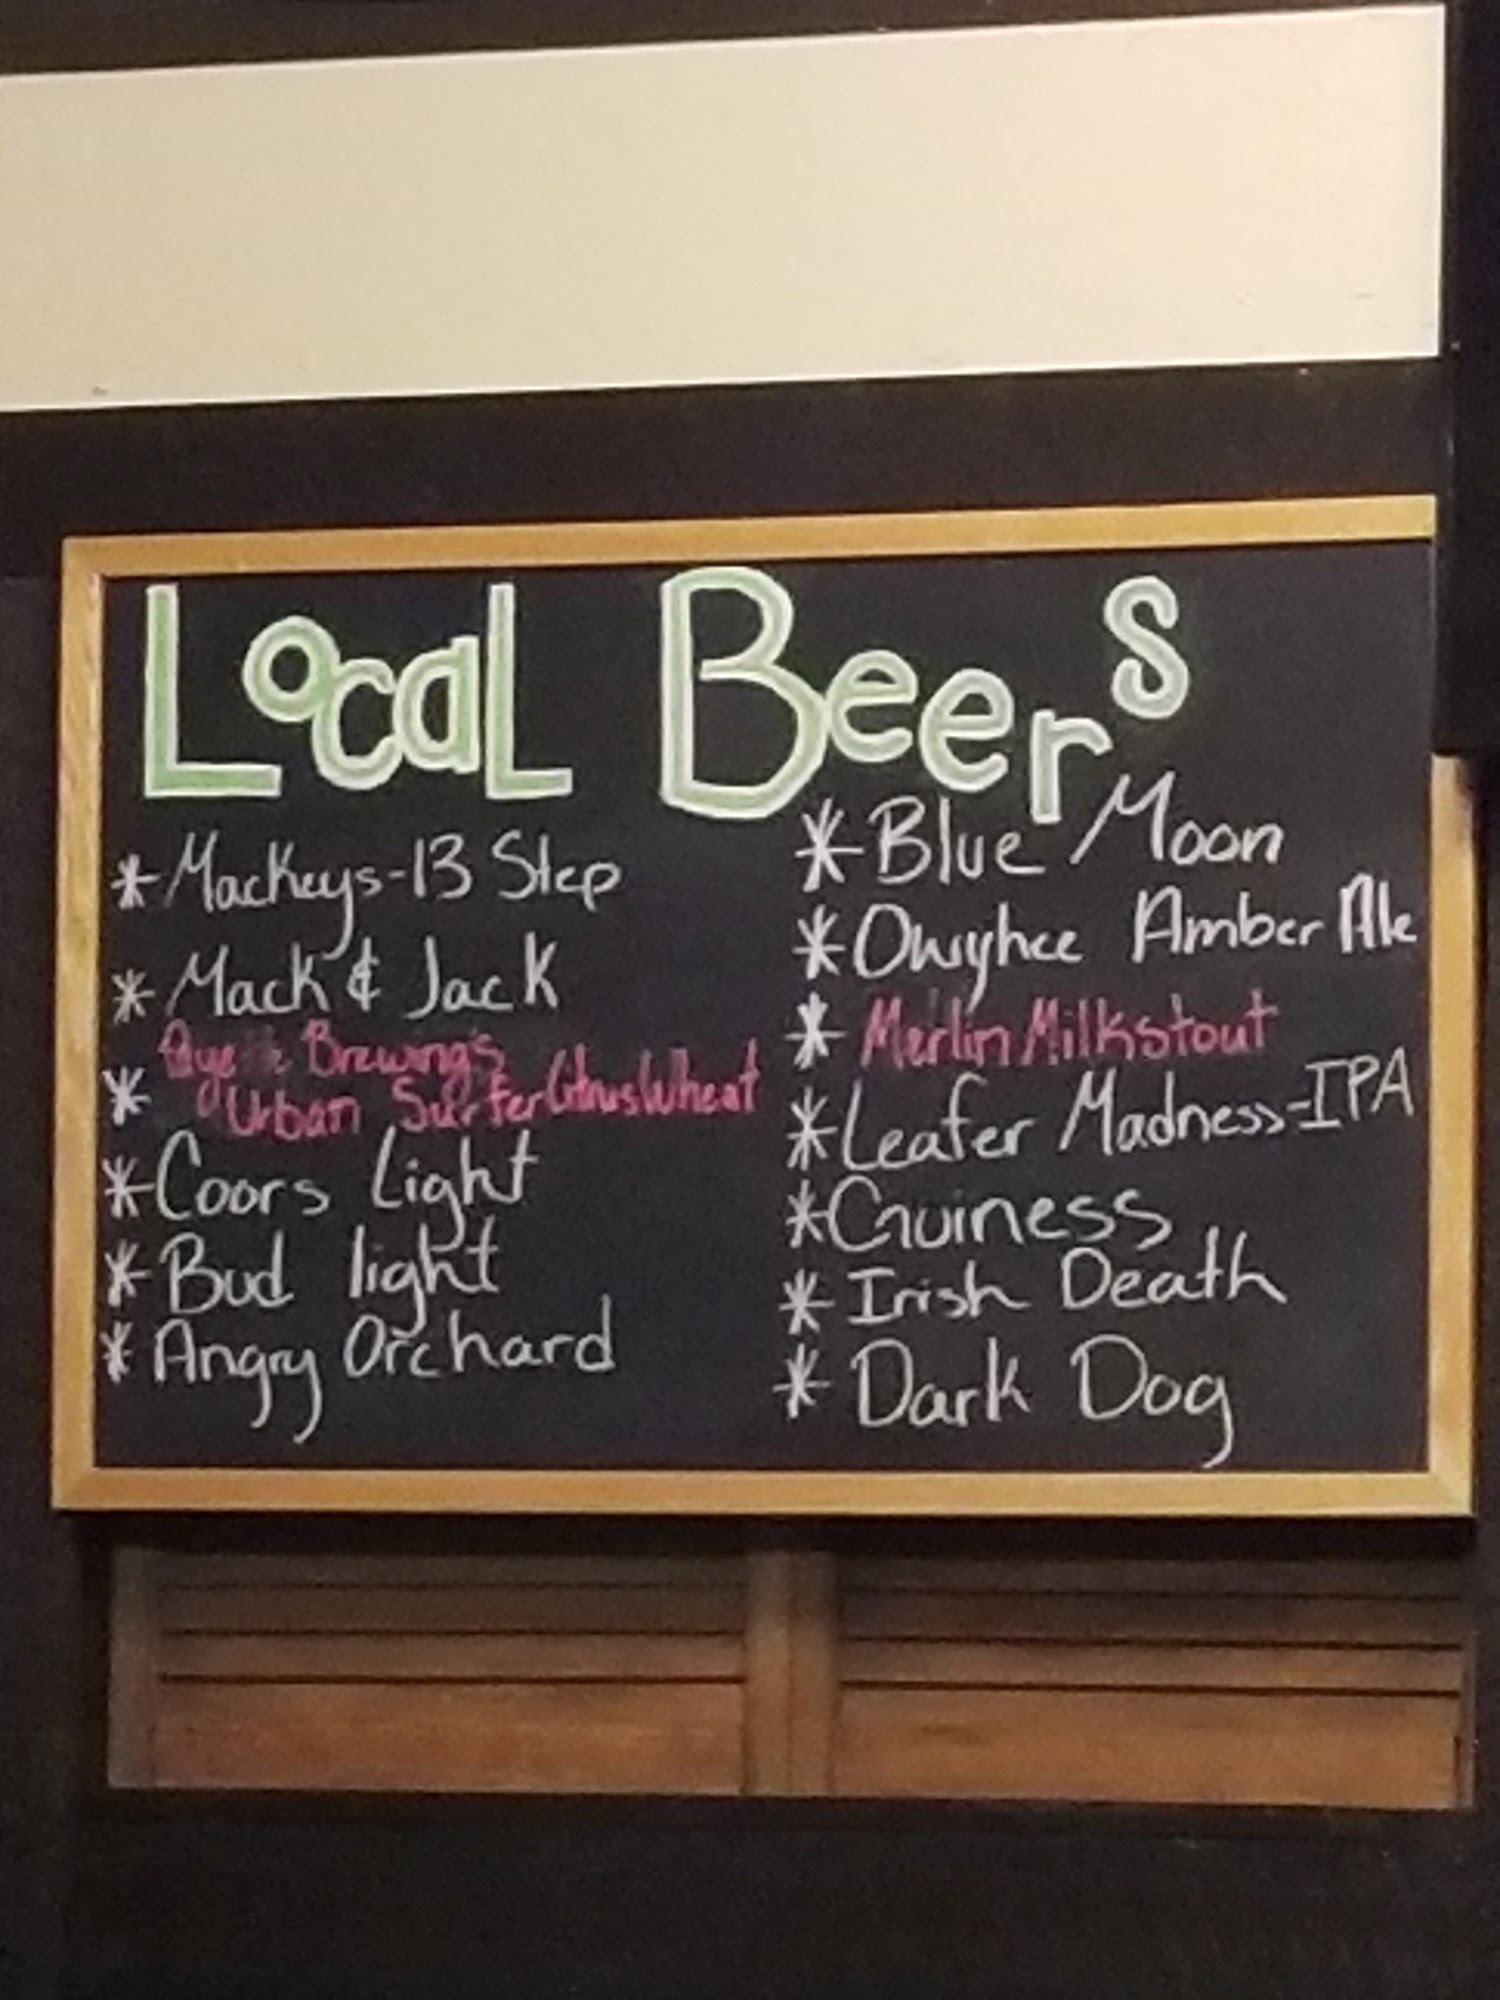 Local Beers
* Mackeys-13 Step
* Mack & Jack
* Brewing's
Urban Surfer Citrus Wheat
* Coors Light
* Bud light
* Angry Orchard
* Blue Moon
* Owyhee Amber Ale
* Merlin Milkstout
* Leafer Madness-IPA
* Guiness
* Irish Death
* Dark Dog